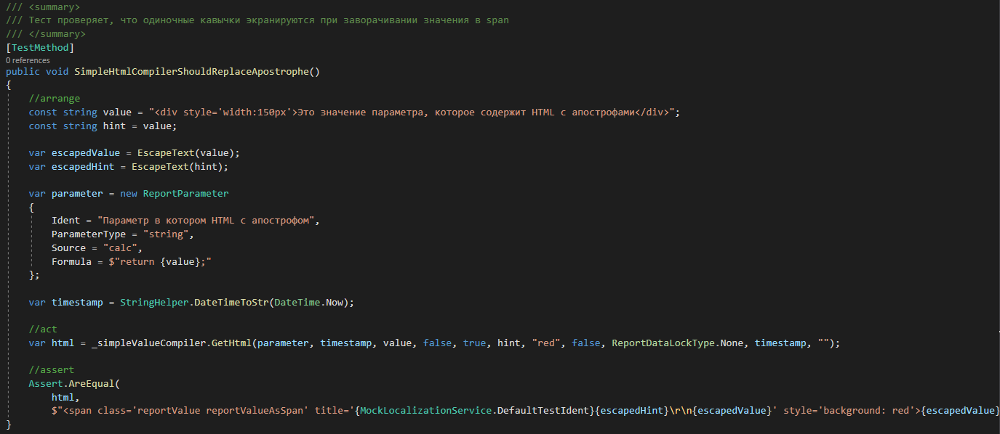 /// <summary>
/// Тест проверяет, что одиночные кавычки экранируются при заворачивании значения в span
/// </summary>
[TestMethod]
0 references
public void SimpleHtmlCompilerShouldReplaceApostrophe()
{
    //arrange
    const string value = "<div style='width:150px'>Это значение параметра, которое содержит HTML с апострофами</div>";
    const string hint = value;

    var escapedValue = EscapeText(value);
    var escapedHint = EscapeText(hint);

    var parameter = new ReportParameter
    {
        Ident = "Параметр в котором HTML с апострофом",
        ParameterType = "string",
        Source = "calc",
        Formula = $"return {value};"
    };

    var timestamp = StringHelper.DateTimeToStr(DateTime.Now);

    //act
    var html = _simpleValueCompiler.GetHtml(parameter, timestamp, value, false, true, hint, "red", false, ReportDataLockType.None, timestamp, "");

    //assert
    Assert.AreEqual(
        html,
        $"<span class='reportValue reportValueAsSpan' title='{MockLocalizationService.DefaultTestIdent}{escapedHint}\r\n{escapedValue}' style='background: red'>{escapedValue}
}